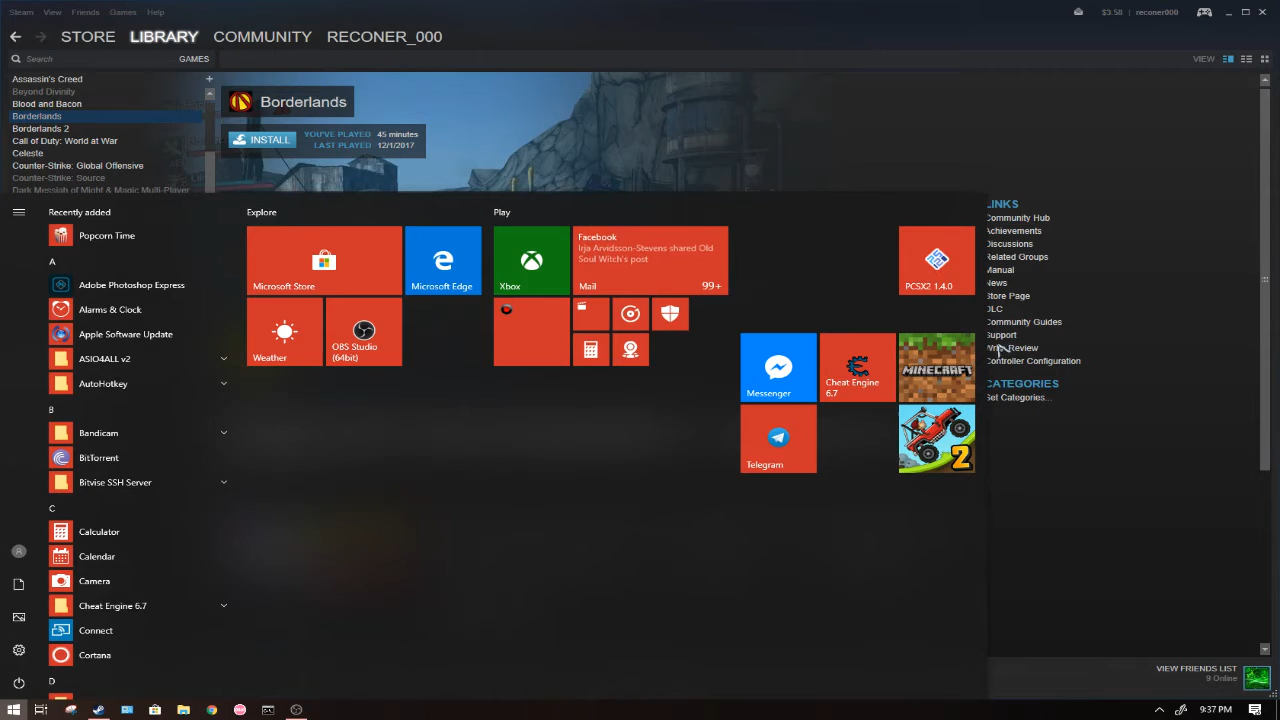 Steam View Friends Games Help $3.50 reconer000
STORE LIBRARY COMMUNITY RECONER_000
Search GAMES VIEW
Assassin's Creed +
Beyond Divinity
Blood and Bacon
Borderlands
Borderlands 2
Call of Duty: World at War
Celeste
Counter-Strike: Global Offensive
Counter-Strike: Source
Dark Messiah of Might & Magic Multi-Player
Borderlands
INSTALL
YOU'VE PLAYED 45 minutes
LAST PLAYED 12/1/2017
LINKS
Community Hub
Achievements
Discussions
Related Groups
Manual
News
Store Page
DLC
Community Guides
Support
Review
Controller Configuration
CATEGORIES
Set Categories...
Recently added
Popcorn Time
A
Adobe Photoshop Express
Alarms & Clock
Apple Software Update
ASIO4ALL v2
AutoHotkey
B
Bandicam
BitTorrent
Bitvise SSH Server
C
Calculator
Calendar
Camera
Cheat Engine 6.7
Connect
Cortana
D
Explore
Microsoft Store
Microsoft Edge
Weather
OBS Studio
(64bit)
Play
Xbox
Facebook
Irja Arvidsson-Stevens shared Old
Soul Witch's post
Mail 99+
PCSX2 1.4.0
Messenger
Cheat Engine
6.7
MINECRAFT
Telegram
2
VIEW FRIENDS LIST
9 Online
9:37 PM